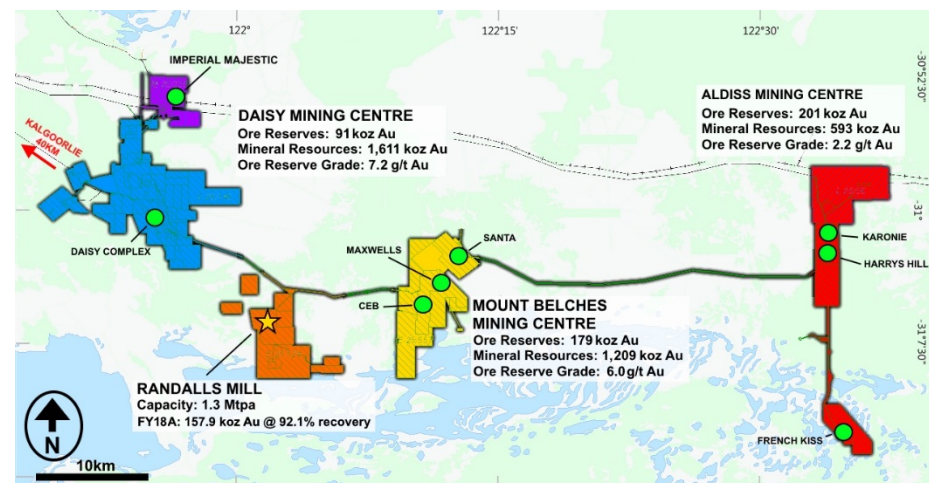 122°
122°15'
122°30'
-30°52'30"
-31°
-31°7'30"
IMPERIAL MAJESTIC
KALGOORLIE
40KM
DAISY MINING CENTRE
Ore Reserves: 91 koz Au
Mineral Resources: 1,611 koz Au
Ore Reserve Grade: 7.2 g/t Au
ALDISS MINING CENTRE
Ore Reserves: 201 koz Au
Mineral Resources: 593 koz Au
Ore Reserve Grade: 2.2 g/t Au
DAISY COMPLEX
SANTA
MAXWELLS
CEB
KARONIE
HARRYS HILL
MOUNT BELCHES
MINING CENTRE
Ore Reserves: 179 koz Au
Mineral Resources: 1,209 koz Au
Ore Reserve Grade: 6.0 g/t Au
RANDALLS MILL
Capacity: 1.3 Mtpa
FY18A: 157.9 koz Au @ 92.1% recovery
FRENCH KISS
N
10km